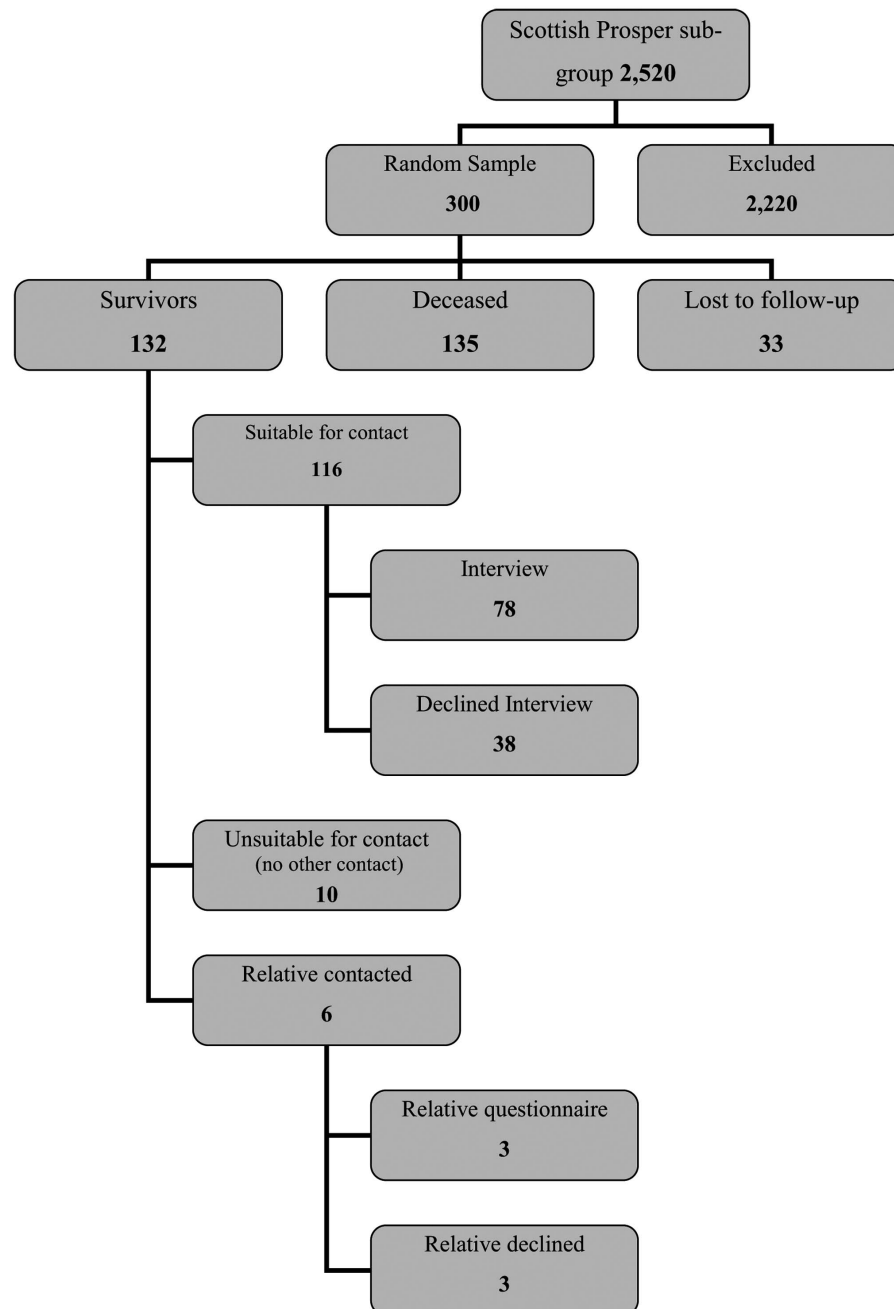 Scottish Prosper sub-
group 2,520
Random Sample
300
Excluded
2,220
Survivors
132
Deceased
135
Lost to follow-up
33
Suitable for contact
116
Interview
78
Declined Interview
38
Unsuitable for contact
(no other contact)
10
Relative contacted
6
Relative questionnaire
3
Relative declined
3